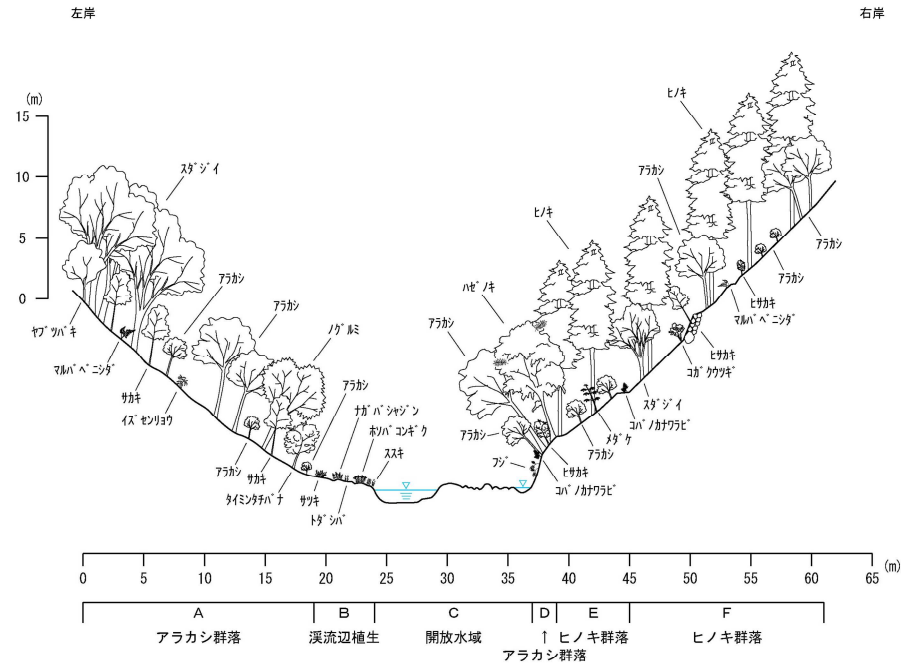 左岸
右岸
(m)
15
10
5
0
スダジイ
ヤブツバキ
マルバベニシダ
サカキ
イズセンリョウ
アラカシ
アラカシ
ノグルミ
アラカシ
ナガバシャジン
ホソバコンギク
ススキ
アラカシ
サカキ
タイミンタチバナ
サツキ
トダシバ
ヒノキ
アラカシ
ヒノキ
ハゼノキ
アラカシ
アラカシ
フジ
ヒサカキ
コバノカナワラビ
アラカシ
メダケ
コバノカナワラビ
スダジイ
コガクウツギ
ヒサカキ
マルバベニシダ
ヒサカキ
アラカシ
アラカシ
0 5 10 15 20 25 30 35 40 45 50 55 60 65 (m)
A B C D E F
アラカシ群落 渓流辺植生 開放水域 ↑ ヒノキ群落 ヒノキ群落
アラカシ群落